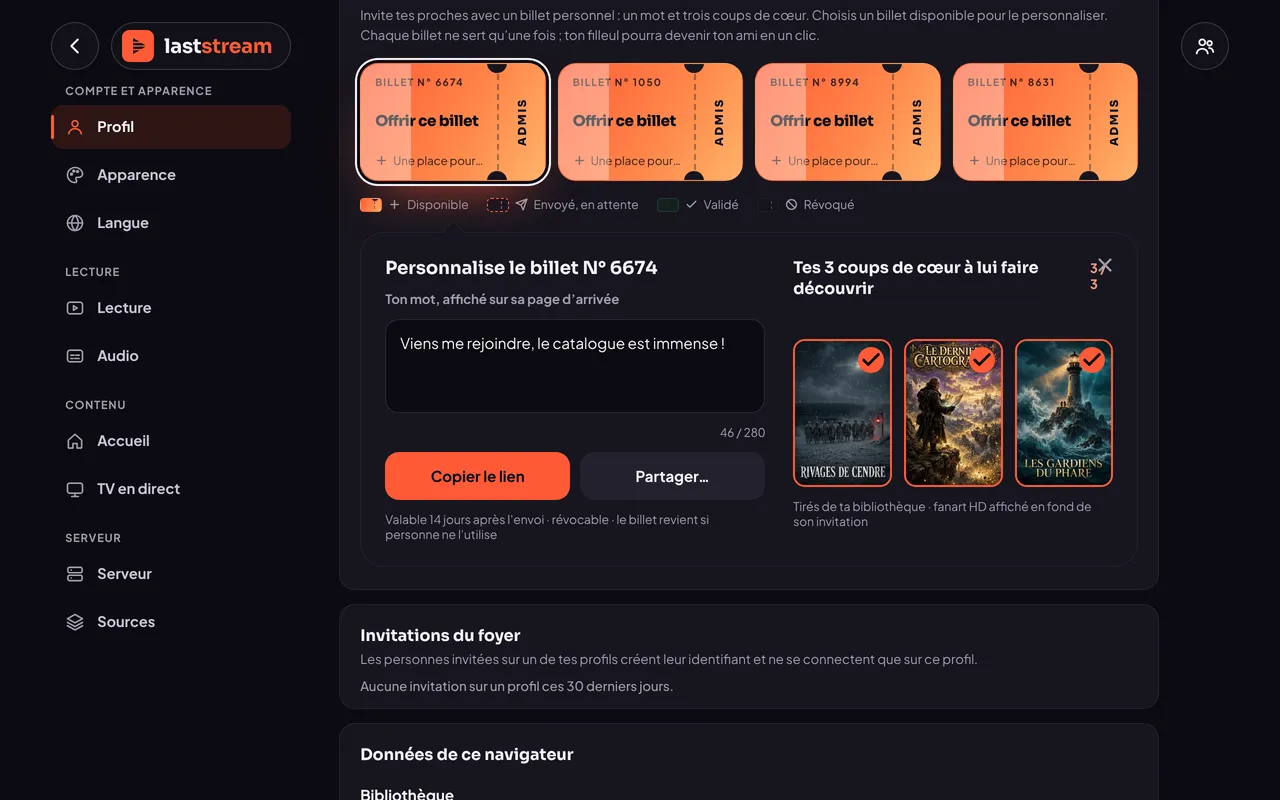 Invite tes proches avec un billet personnel : un mot et trois coups de cœur. Choisis un billet disponible pour le personnaliser.
Chaque billet ne sert qu’une fois ; ton filleul pourra devenir ton ami en un clic.
laststream
COMPTE ET APPARENCE
Profil
Apparence
Langue
LECTURE
Lecture
Audio
CONTENU
Accueil
TV en direct
SERVEUR
Serveur
Sources
BILLET N° 6674
Offrir ce billet
+ Une place pour…
ADMIS
BILLET N° 1050
Offrir ce billet
+ Une place pour…
ADMIS
BILLET N° 8994
Offrir ce billet
+ Une place pour…
ADMIS
BILLET N° 8631
Offrir ce billet
+ Une place pour…
ADMIS
+ Disponible
Envoyé, en attente
Validé
Révoqué
Personnalise le billet N° 6674
Ton mot, affiché sur sa page d’arrivée
Viens me rejoindre, le catalogue est immense !
46 / 280
Copier le lien
Partager…
Valable 14 jours après l’envoi · révocable · le billet revient si
personne ne l’utilise
Tes 3 coups de cœur à lui faire
découvrir
3/
3
RIVAGES DE CENDRE
LE DERNIER
CARTOGRA
LES GARDIENS
DU PHARE
Tirés de ta bibliothèque · fanart HD affiché en fond de
son invitation
Invitations du foyer
Les personnes invitées sur un de tes profils créent leur identifiant et ne se connectent que sur ce profil.
Aucune invitation sur un profil ces 30 derniers jours.
Données de ce navigateur
Bibliothèque